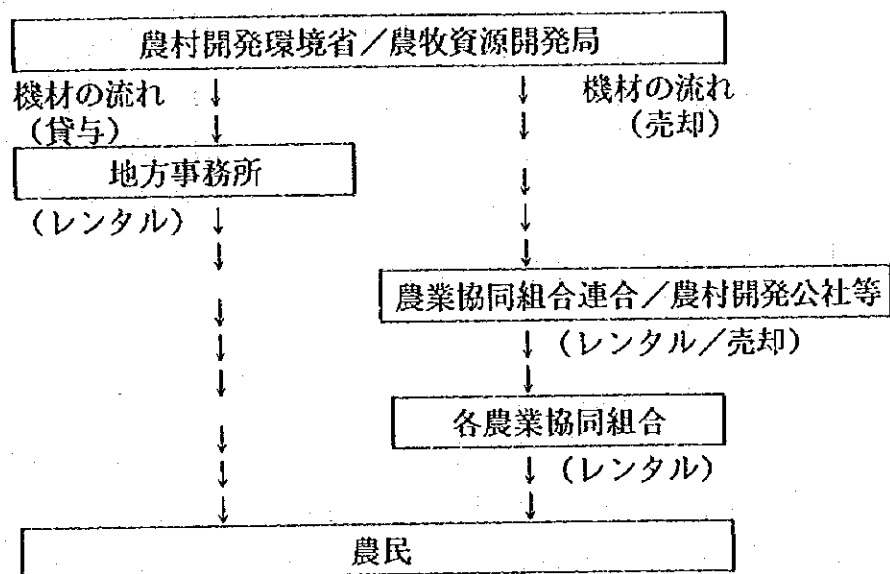 農村開発環境省／農牧資源開発局
機材の流れ
（貸与）
機材の流れ
（売却）
地方事務所
（レンタル）
農業協同組合連合／農村開発公社等
（レンタル／売却）
各農業協同組合
（レンタル）
農民